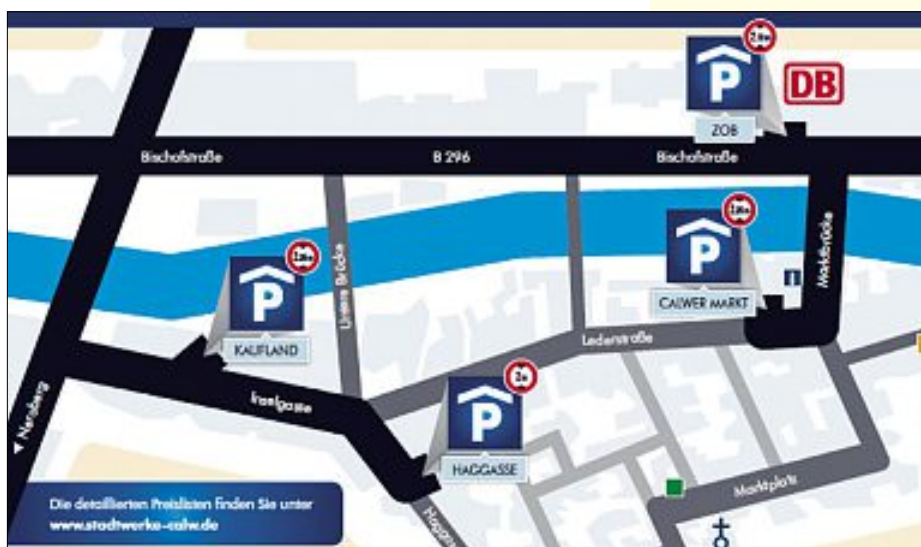 P
ZOB
DB
Bischofstraße
B 296
Bischofstraße
P
CALWER MARKT
Marktbrücke
P
KAUFLAND
Untere Brücke
Lederstraße
P
HAGGASSE
2m
Inselgasse
Marktplatz
Die detaillierten Preislisten finden Sie unter
www.stadtwerke-calw.de